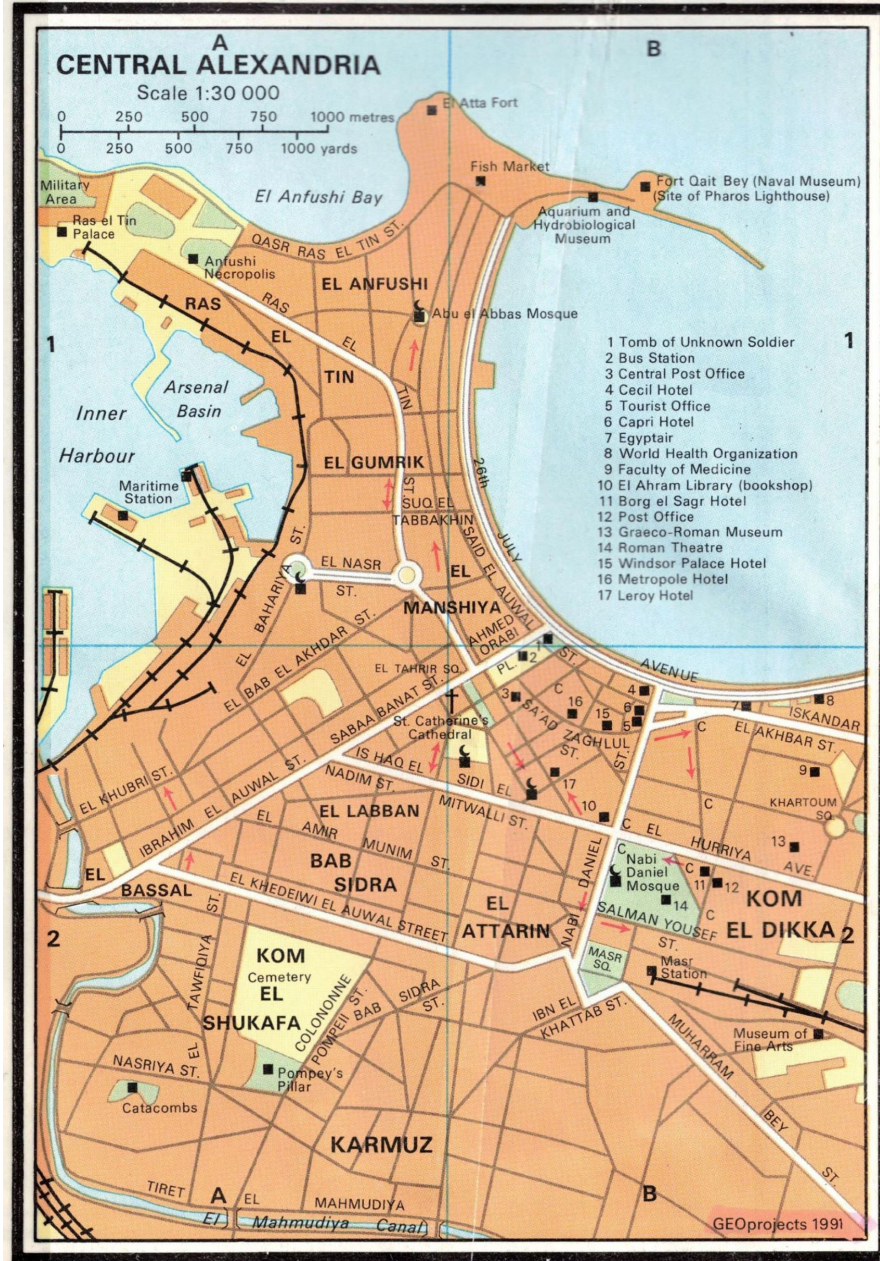 A
B
CENTRAL ALEXANDRIA
Scale 1:30 000
0 250 500 750 1000 metres
0 250 500 750 1000 yards
El Atta Fort
Fish Market
Fort Qait Bey (Naval Museum)
(Site of Pharos Lighthouse)
Aquarium and
Hydrobiological
Museum
El Anfushi Bay
Military
Area
Ras el Tin
Palace
QASR RAS EL TIN ST.
Anfushi
Necropolis
EL ANFUSHI
RAS
EL
TIN
RAS
EL
TIN
ST.
Abu el Abbas Mosque
1
1
1 Tomb of Unknown Soldier
2 Bus Station
3 Central Post Office
4 Cecil Hotel
5 Tourist Office
6 Capri Hotel
7 Egyptair
8 World Health Organization
9 Faculty of Medicine
10 El Ahram Library (bookshop)
11 Borg el Sagr Hotel
12 Post Office
13 Graeco-Roman Museum
14 Roman Theatre
15 Windsor Palace Hotel
16 Metropole Hotel
17 Leroy Hotel
Arsenal
Basin
Inner
Harbour
Maritime
Station
EL GUMRIK
SUQ EL
TABBAKHIN
26th
JULY
AVENUE
SAID EL AUWAL
ST.
EL NASR
ST.
EL BAHARIYA ST.
EL
MANSHIYA
AHMED
ORABI
PL.
1
2
EL BAB EL AKHDAR ST.
EL TAHRIR SQ.
SABAA BANAT ST.
St. Catherine's
Cathedral
3
C
16
SA'AD
ZAGHLUL
ST.
15
4
6
5
7
8
C
ISKANDAR
EL AKHBAR ST.
9
KHARTOUM
SQ
IS HAQ EL
NADIM ST.
SIDI EL
MITWALLI ST.
17
10
ST.
EL KHUBRI ST.
IBRAHIM EL AUWAL ST.
EL LABBAN
EL AMIR MUNIM ST.
BAB
SIDRA
C
C
EL
HURRIYA
AVE.
13
C
Nabi
Daniel
Mosque
C
11
12
14
C
NABI DANIEL
KOM
EL DIKKA
SALMAN YOUSEF
ST.
EL
BASSAL
EL KHEDEIWI EL AUWAL STREET
EL
ATTARIN
2
2
MASR
SQ.
Masr
Station
KOM
Cemetery
EL
SHUKAFA
EL TAWFIQIYA ST.
COLONONNE
POMPEII ST.
BAB SIDRA ST.
IBN EL
KHATTAB ST.
Museum of
Fine Arts
MUHARRAM
BEY
ST.
NASRIYA ST.
Pompey's
Pillar
Catacombs
KARMUZ
TIRET EL MAHMUDIYA
El Mahmudiya Canal
A
B
GEOprojects 1991